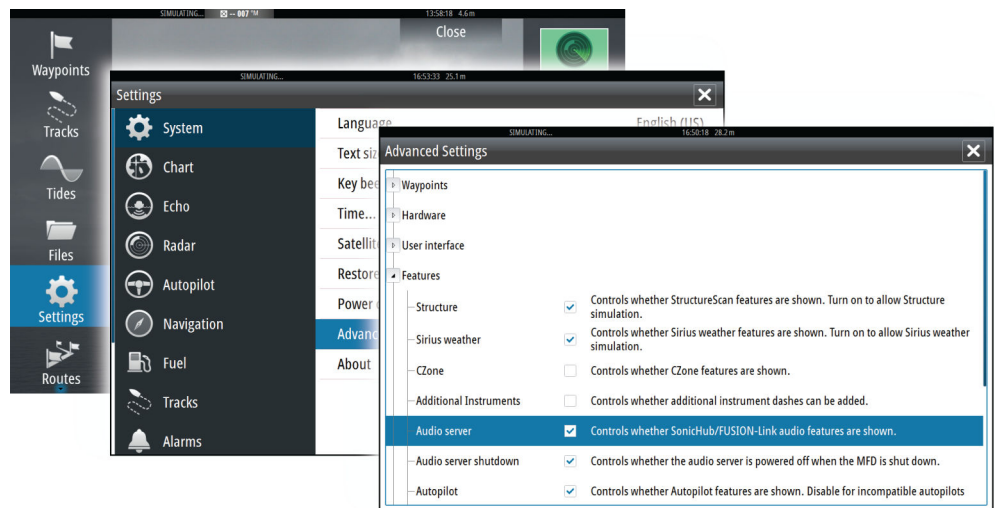 SIMULATING... -- 007 °M 13:58:18 4.6 m
Close
Waypoints
Tracks
Tides
Files
Settings
Routes
SIMULATING... 16:53:33 25.1 m
Settings
System
Chart
Echo
Radar
Autopilot
Navigation
Fuel
Tracks
Alarms
Language English (US)
Text siz
Key bee
Time...
Satellit
Restore
Power
Advanc
About
SIMULATING... 16:50:18 28.2 m
Advanced Settings
Waypoints
Hardware
User interface
Features
Structure Controls whether StructureScan features are shown. Turn on to allow Structure
simulation.
Sirius weather Controls whether Sirius weather features are shown. Turn on to allow Sirius weather
simulation.
CZone Controls whether CZone features are shown.
Additional Instruments Controls whether additional instrument dashes can be added.
Audio server Controls whether SonicHub/FUSION-Link audio features are shown.
Audio server shutdown Controls whether the audio server is powered off when the MFD is shut down.
Autopilot Controls whether Autopilot features are shown. Disable for incompatible autopilots